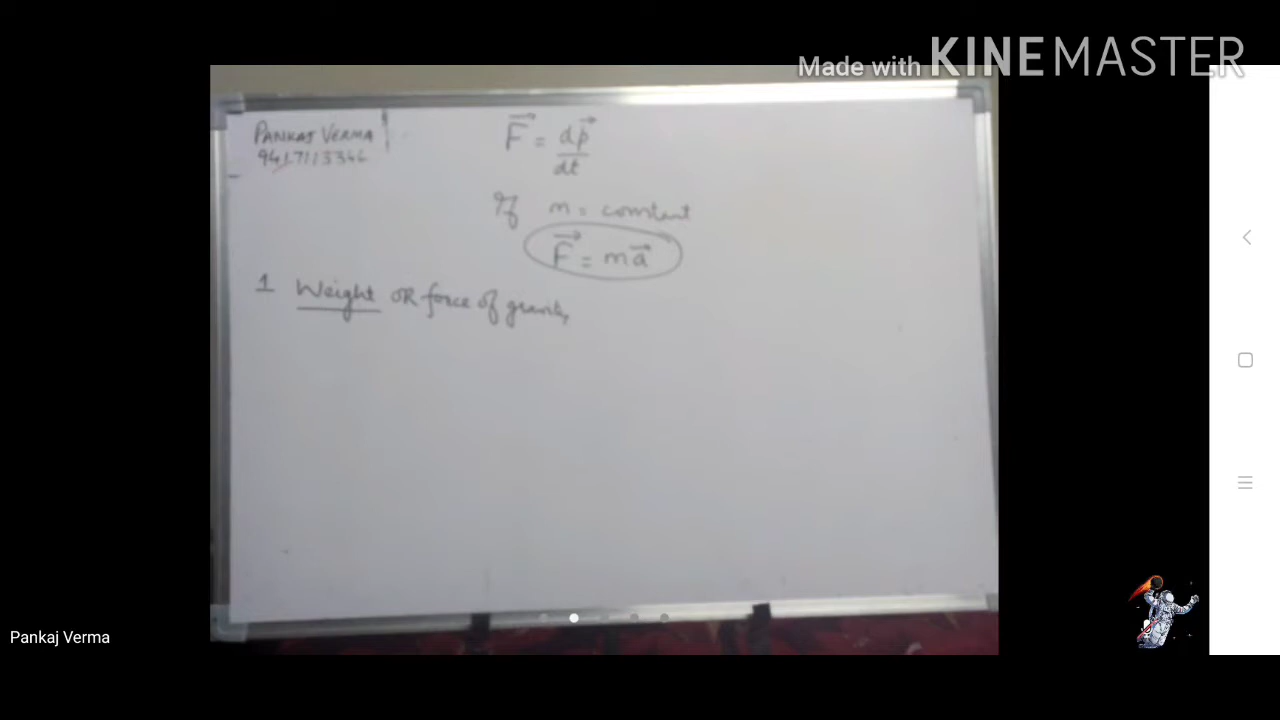 Made with KINEMASTER
PANKAJ VERMA
F⃗ = dp⃗/dt
If m = constant
F⃗ = ma⃗
1 Weight OR force of gravity
Pankaj Verma